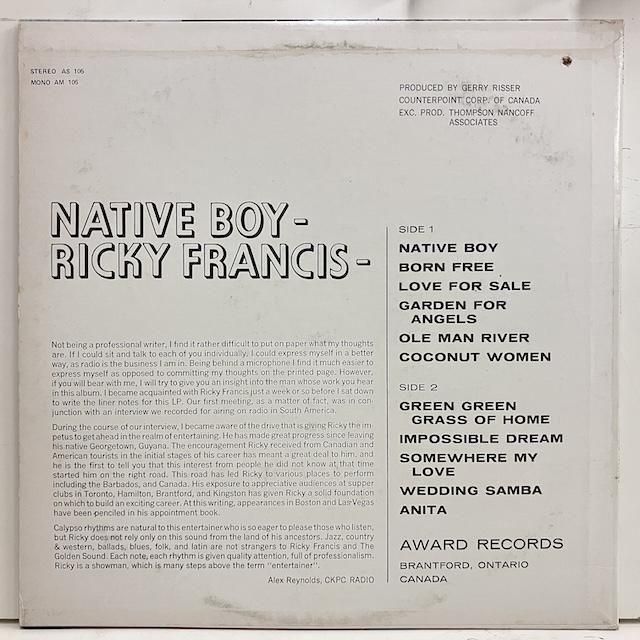 STEREO AS 105
MONO AM 105
PRODUCED BY GERRY RISSER
COUNTERPOINT CORP. OF CANADA
EXC. PROD. THOMPSON NANCOFF
ASSOCIATES
NATIVE BOY -
RICKY FRANCIS -
Not being a professional writer, I find it rather difficult to put on paper what my thoughts
are. If I could sit and talk to each of you individually, I could express myself in a better
way, as radio is the business I am in. Being behind a microphone I find it much easier to
express myself as opposed to committing my thoughts on the printed page. However,
if you will bear with me, I will try to give you an insight into the man whose work you hear
in this album. I became acquainted with Ricky Francis just a week or so before I sat down
to write the liner notes for this LP. Our first meeting, as a matter of fact, was in con-
junction with an interview we recorded for airing on radio in South America.
During the course of our interview, I became aware of the drive that is giving Ricky the im-
petus to get ahead in the realm of entertaining. He has made great progress since leaving
his native Georgetown, Guyana. The encouragement Ricky received from Canadian and
American tourists in the initial stages of his career has meant a great deal to him, and
he is the first to tell you that this interest from people he did not know at that time
started him on the right road. This road has led Ricky to various places to perform
including the Barbados, and Canada. His exposure to appreciative audiences at supper
clubs in Toronto, Hamilton, Brantford, and Kingston has given Ricky a solid foundation
on which to build an exciting career. At this writing, appearances in Boston and Las Vegas
have been penciled in his appointment book.
Calypso rhythms are natural to this entertainer who is so eager to please those who listen,
but Ricky does not rely only on this sound from the land of his ancestors. Jazz, country
& western, ballads, blues, folk, and latin are not strangers to Ricky Francis and The
Golden Sound. Each note, each rhythm is given quality attention, full of professionalism.
Ricky is a showman, which is many steps above the term "entertainer".
Alex Reynolds, CKPC RADIO
SIDE 1
NATIVE BOY
BORN FREE
LOVE FOR SALE
GARDEN FOR
ANGELS
OLE MAN RIVER
COCONUT WOMEN
SIDE 2
GREEN GREEN
GRASS OF HOME
IMPOSSIBLE DREAM
SOMEWHERE MY
LOVE
WEDDING SAMBA
ANITA
AWARD RECORDS
BRANTFORD, ONTARIO
CANADA